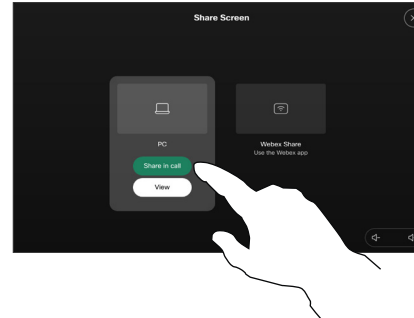 Share Screen
PC
Share in call
View
Webex Share
Use the Webex app